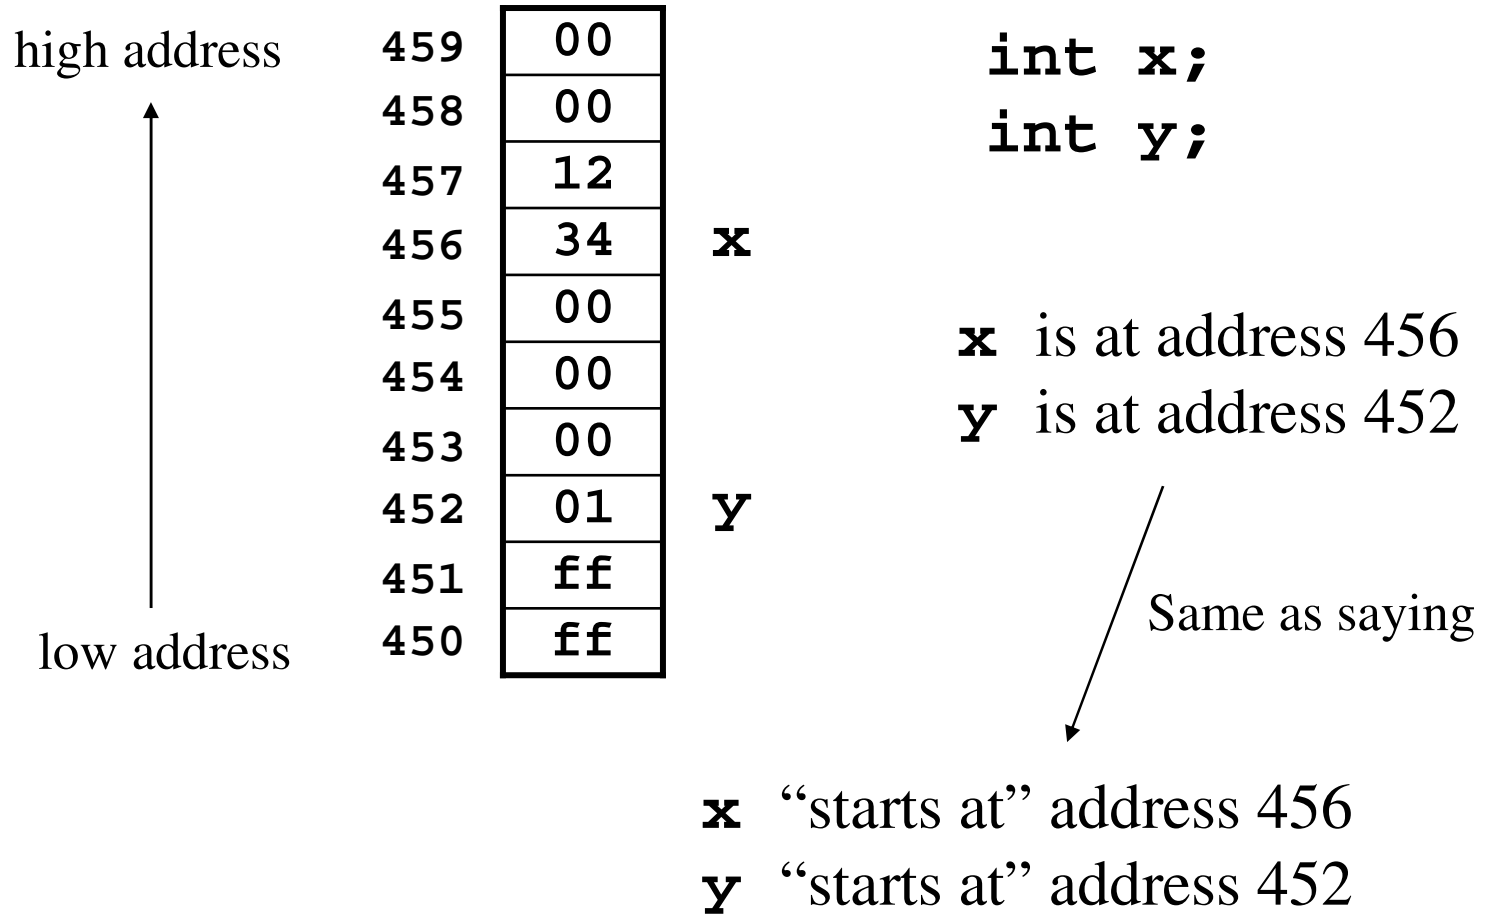 high address
459 00
458 00
457 12
456 34 x
455 00
454 00
453 00
452 01 y
451 ff
450 ff
low address
int x;
int y;
x is at address 456
y is at address 452
Same as saying
x “starts at” address 456
y “starts at” address 452